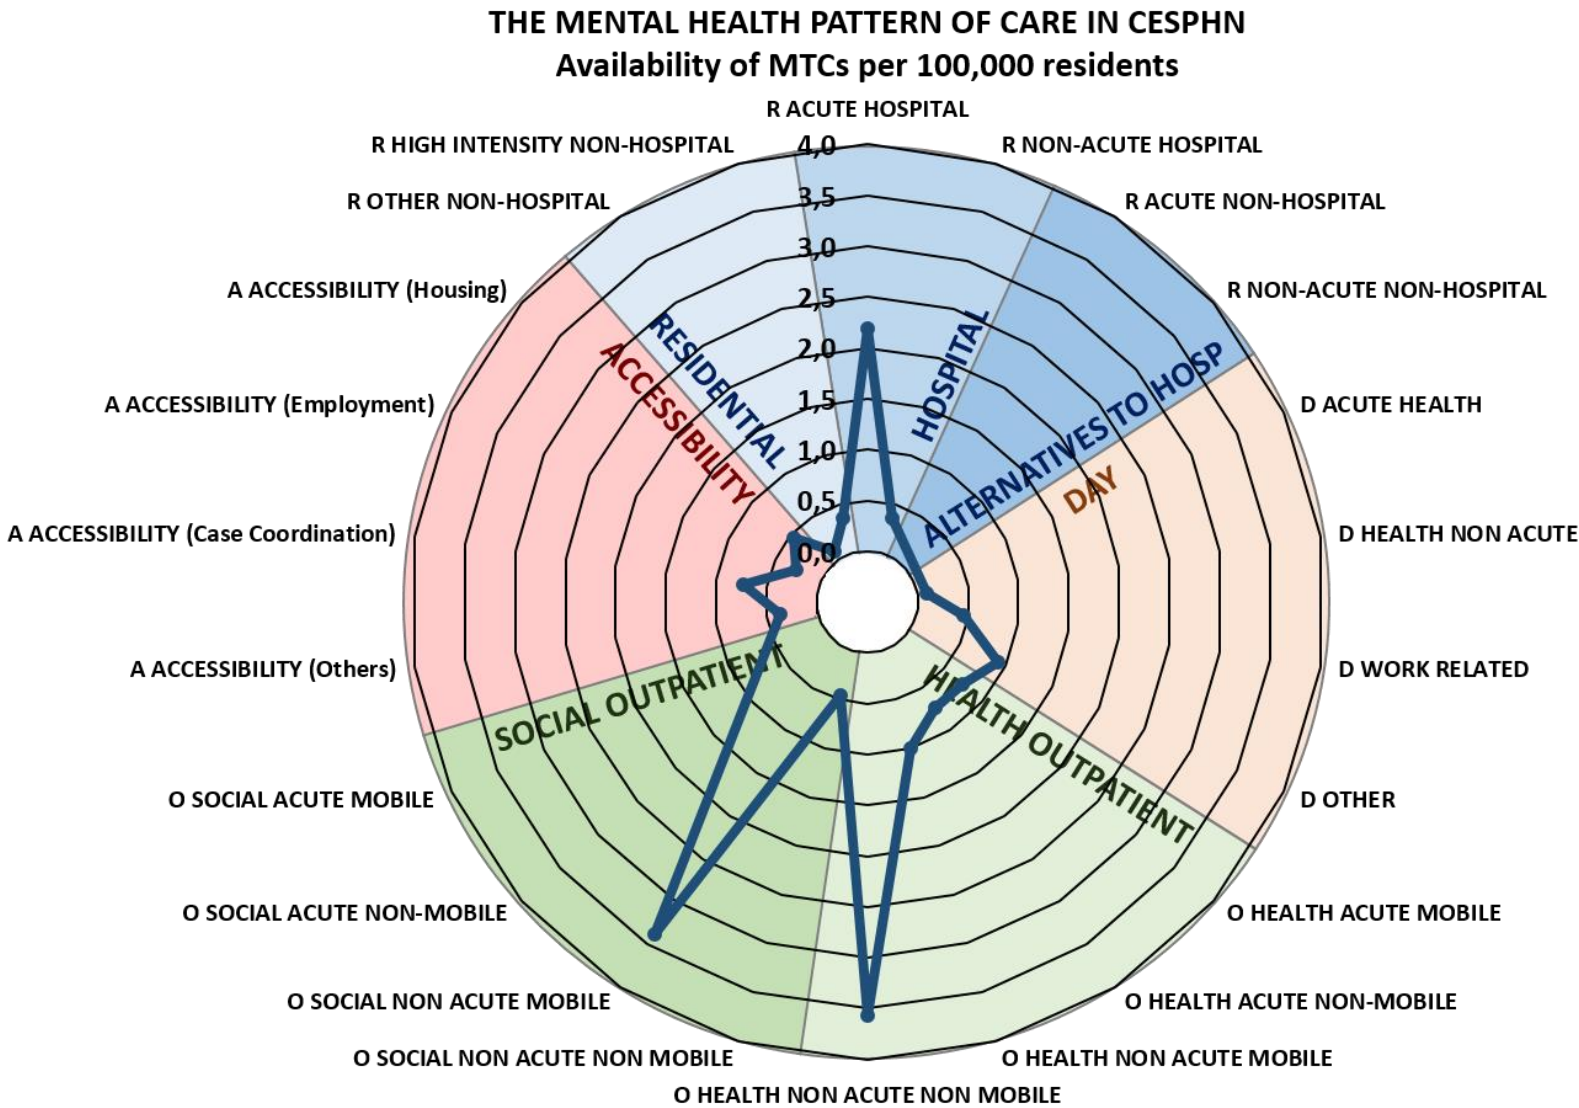 THE MENTAL HEALTH PATTERN OF CARE IN CESPHN
Availability of MTCs per 100,000 residents
R ACUTE HOSPITAL
R HIGH INTENSITY NON-HOSPITAL
4,0
R NON-ACUTE HOSPITAL
R OTHER NON-HOSPITAL
3,5
R ACUTE NON-HOSPITAL
3,0
A ACCESSIBILITY (Housing)
2,5
R NON-ACUTE NON-HOSPITAL
RESIDENTIAL
HOSPITAL
ACCESSIBILITY
2,0
ALTERNATIVES TO HOSP
A ACCESSIBILITY (Employment)
1,5
D ACUTE HEALTH
1,0
DAY
0,5
A ACCESSIBILITY (Case Coordination)
0,0
D HEALTH NON ACUTE
A ACCESSIBILITY (Others)
D WORK RELATED
SOCIAL OUTPATIENT
HEALTH OUTPATIENT
O SOCIAL ACUTE MOBILE
D OTHER
O SOCIAL ACUTE NON-MOBILE
O HEALTH ACUTE MOBILE
O SOCIAL NON ACUTE MOBILE
O HEALTH ACUTE NON-MOBILE
O SOCIAL NON ACUTE NON MOBILE
O HEALTH NON ACUTE MOBILE
O HEALTH NON ACUTE NON MOBILE